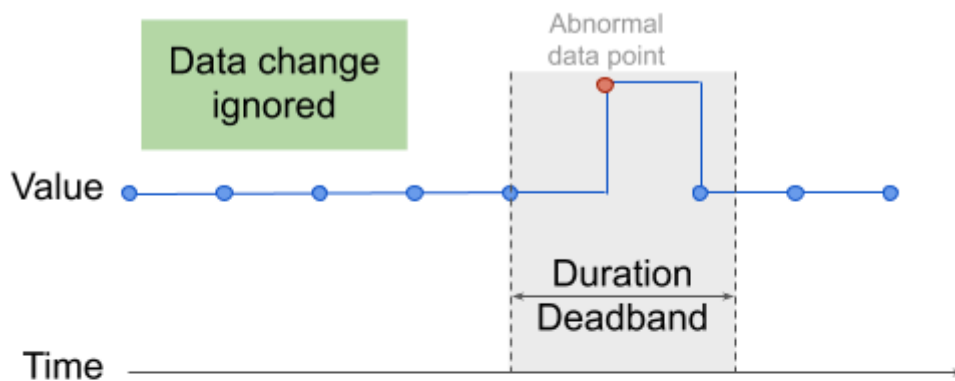 Data change
ignored
Abnormal
data point
Value
Duration
Deadband
Time